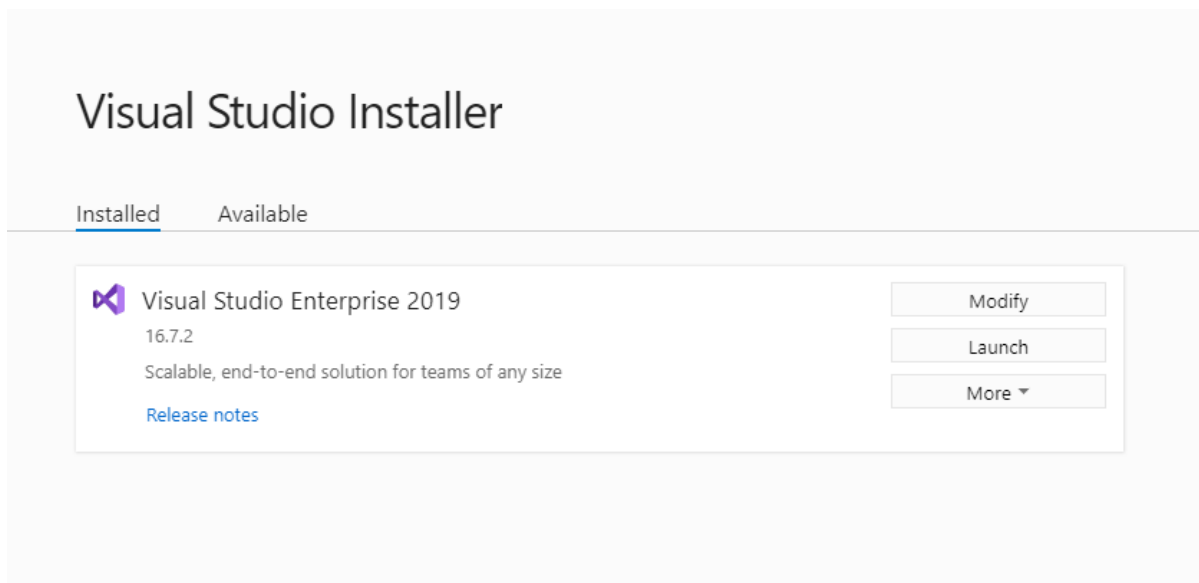 Visual Studio Installer
Installed Available
Visual Studio Enterprise 2019
16.7.2
Scalable, end-to-end solution for teams of any size
Release notes
Modify
Launch
More